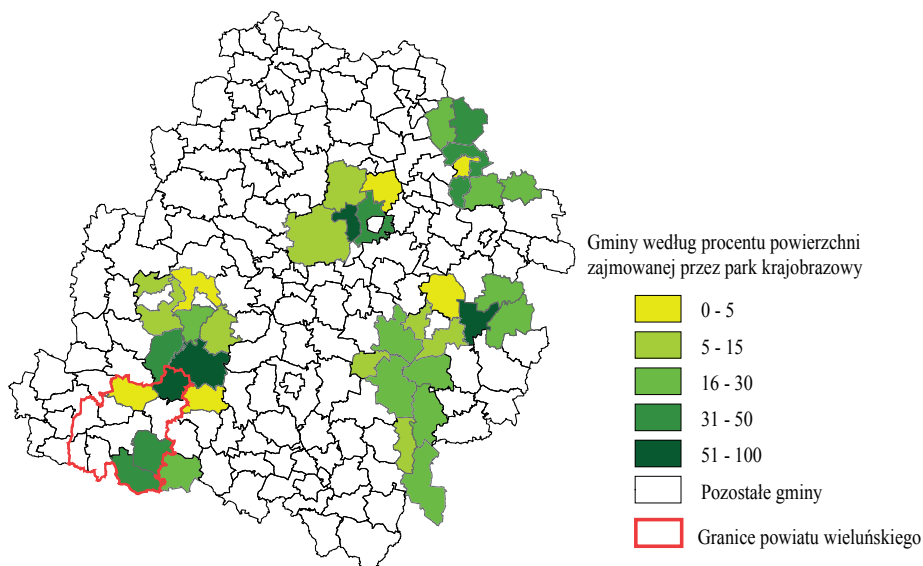 Gminy według procentu powierzchni
zajmowanej przez park krajobrazowy
0 - 5
5 - 15
16 - 30
31 - 50
51 - 100
Pozostałe gminy
Granice powiatu wieluńskiego